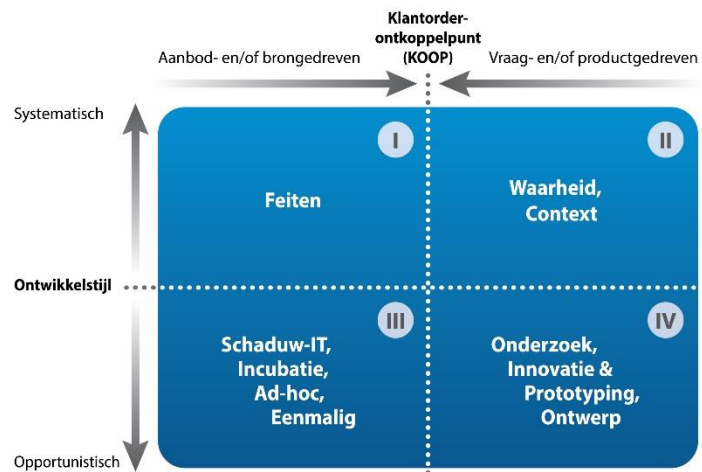 Klantorder-
ontkoppelpunt
(KOOP)
Aanbod- en/of brongedreven
Vraag- en/of productgedreven
Systematisch
I
II
Feiten
Waarheid,
Context
Ontwikkelstijl
III
IV
Schaduw-IT,
Incubatie,
Ad-hoc,
Eenmalig
Onderzoek,
Innovatie &
Prototyping,
Ontwerp
Opportunistisch